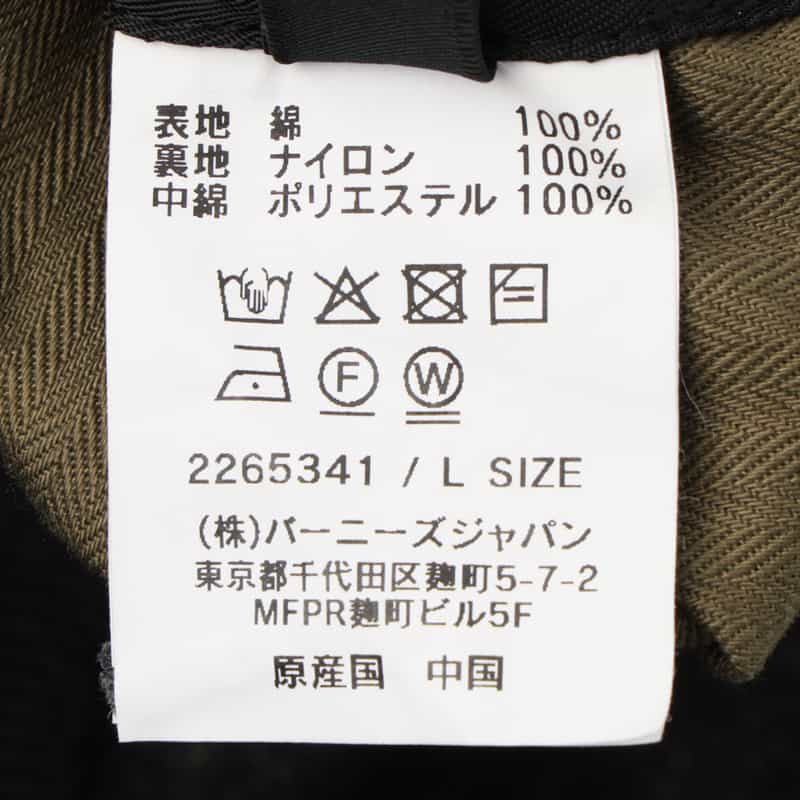 表地 綿 100%
裏地 ナイロン 100%
中綿 ポリエステル 100%
F W
2265341 / L SIZE
(株)バーニーズジャパン
東京都千代田区麹町5-7-2
MFPR麹町ビル5F
原産国 中国